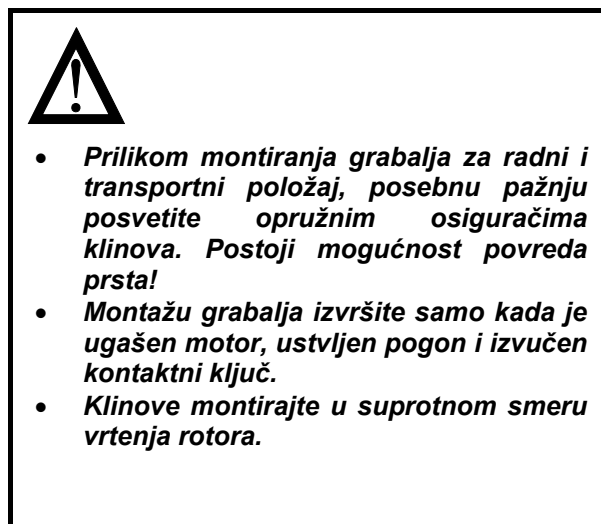 • Prilikom montiranja grabalja za radni i
transportni položaj, posebnu pažnju
posvetite opružnim osiguračima
klinova. Postoji mogućnost povreda
prsta!
• Montažu grabalja izvršite samo kada je
ugašen motor, ustvljen pogon i izvučen
kontaktni ključ.
• Klinove montirajte u suprotnom smeru
vrtenja rotora.